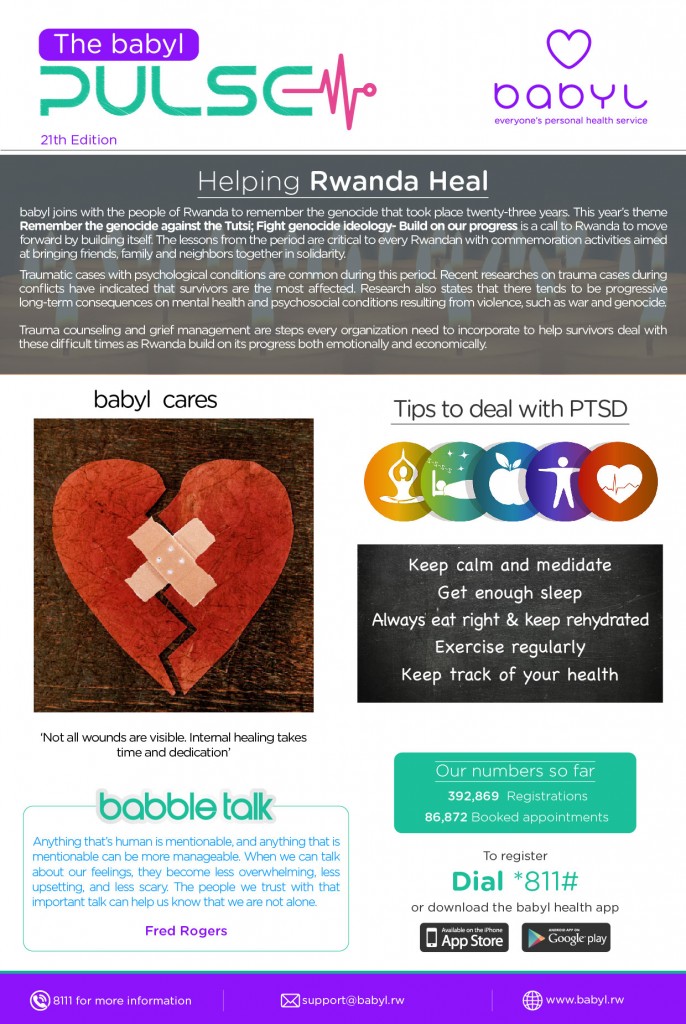 The babyl
PULSE
21th Edition
babyl
everyone's personal health service
Helping Rwanda Heal
babyl joins with the people of Rwanda to remember the genocide that took place twenty-three years. This year's theme
Remember the genocide against the Tutsi; Fight genocide ideology- Build on our progress is a call to Rwanda to move
forward by building itself. The lessons from the period are critical to every Rwandan with commemoration activities aimed
at bringing friends, family and neighbors together in solidarity.
Traumatic cases with psychological conditions are common during this period. Recent researches on trauma cases during
conflicts have indicated that survivors are the most affected. Research also states that there tends to be progressive
long-term consequences on mental health and psychosocial conditions resulting from violence, such as war and genocide.
Trauma counseling and grief management are steps every organization need to incorporate to help survivors deal with
these difficult times as Rwanda build on its progress both emotionally and economically.
babyl cares
'Not all wounds are visible. Internal healing takes
time and dedication'
Tips to deal with PTSD
Keep calm and medidate
Get enough sleep
Always eat right & keep rehydrated
Exercise regularly
Keep track of your health
babble talk
Anything that's human is mentionable, and anything that is
mentionable can be more manageable. When we can talk
about our feelings, they become less overwhelming, less
upsetting, and less scary. The people we trust with that
important talk can help us know that we are not alone.
Fred Rogers
Our numbers so far
392,869 Registrations
86,872 Booked appointments
To register
Dial *811#
or download the babyl health app
Available on the iPhone
App Store
ANDROID APP ON
Google play
8111 for more information
support@babyl.rw
www.babyl.rw